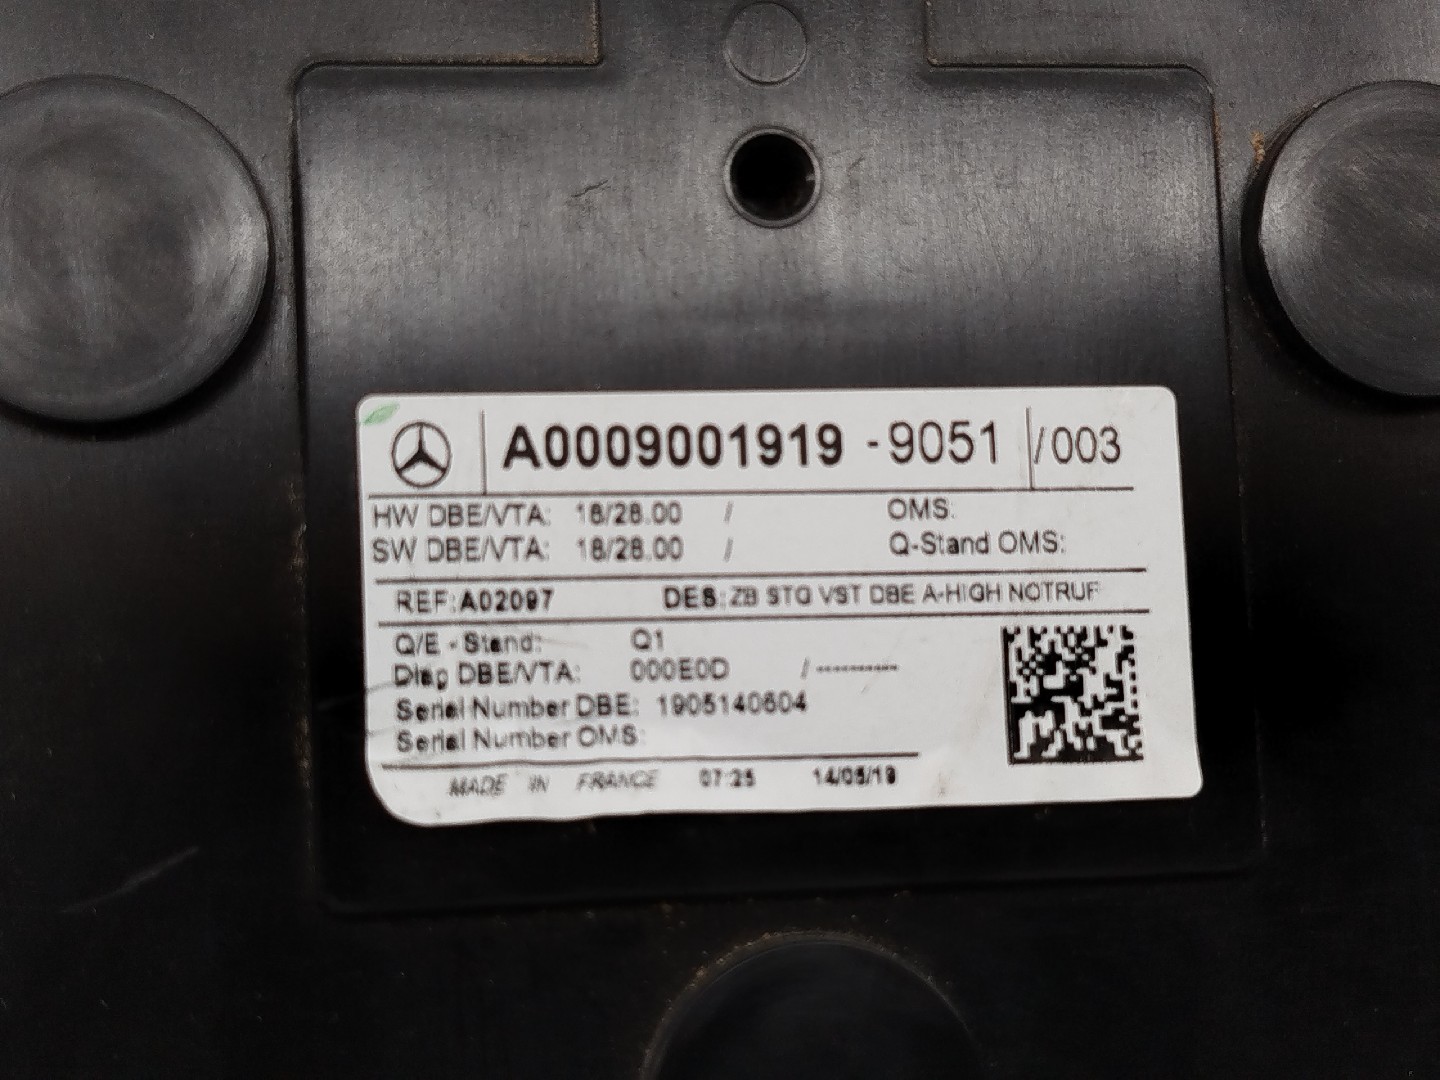 A0009001919 -9051 /003
HW DBE/VTA: 18/28.00 / OMS:
SW DBE/VTA: 18/28.00 / Q-Stand OMS:
REF:A02097 DES:ZB STG VST DBE A-HIGH NOTRUF
Q/E - Stand: Q1
Diag DBE/VTA: 000E0D /----------
Serial Number DBE: 1905140604
Serial Number OMS:
MADE IN FRANCE 07:25 14/05/19